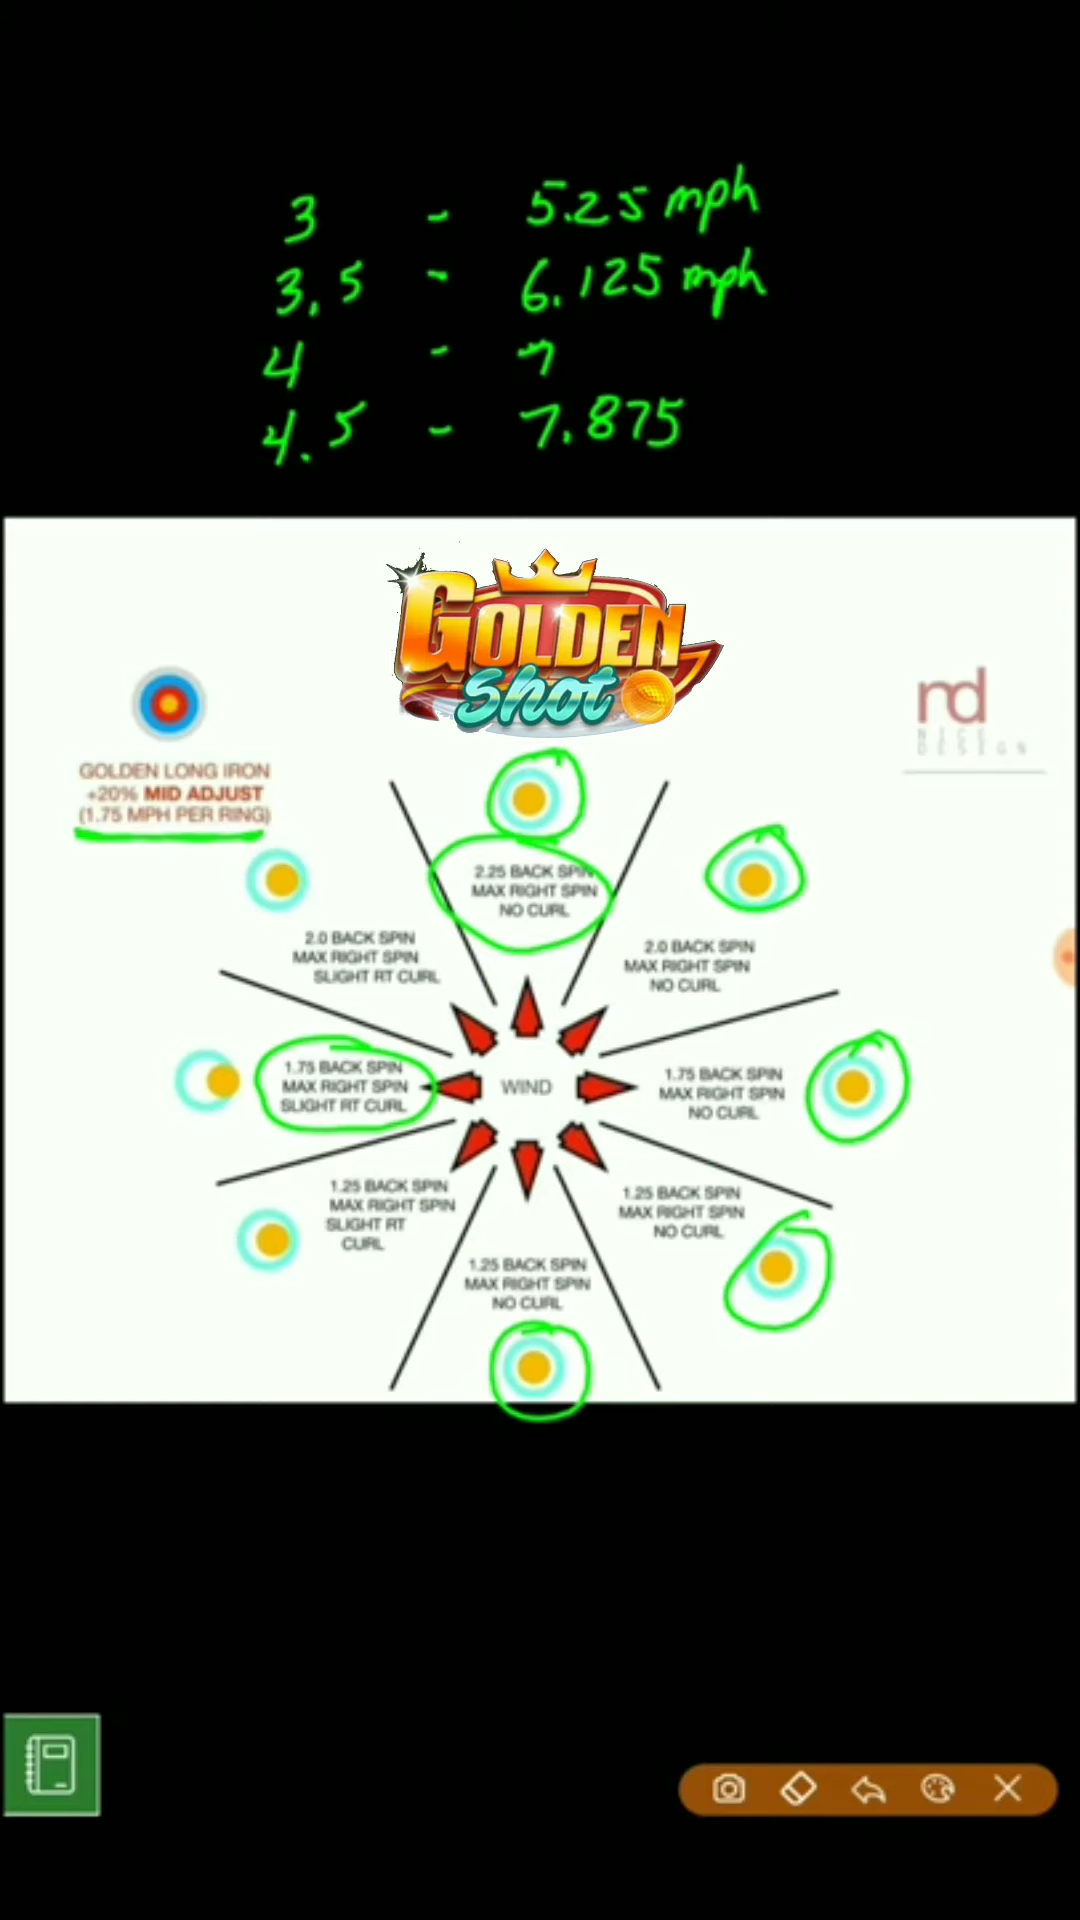 3 - 5.25 mph
3.5 - 6.125 mph
4 - 7
4.5 - 7.875
GOLDEN
Shot
nd
NICE
DESIGN
GOLDEN LONG IRON
+20% MID ADJUST
(1.75 MPH PER RING)
2.25 BACK SPIN
MAX RIGHT SPIN
NO CURL
2.0 BACK SPIN
MAX RIGHT SPIN
SLIGHT RT CURL
2.0 BACK SPIN
MAX RIGHT SPIN
NO CURL
1.75 BACK SPIN
MAX RIGHT SPIN
SLIGHT RT CURL
WIND
1.75 BACK SPIN
MAX RIGHT SPIN
NO CURL
1.25 BACK SPIN
MAX RIGHT SPIN
SLIGHT RT
CURL
1.25 BACK SPIN
MAX RIGHT SPIN
NO CURL
1.25 BACK SPIN
MAX RIGHT SPIN
NO CURL